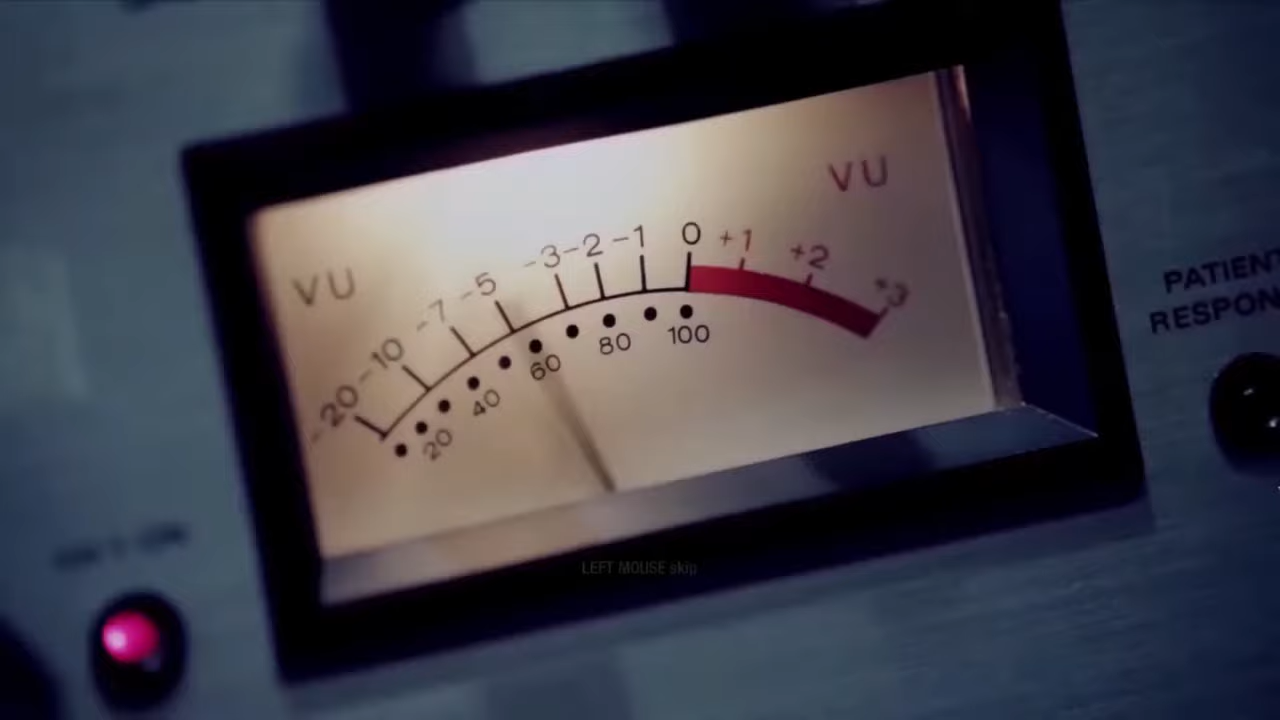 VU
VU
-20 -10 -7 -5 -3 -2 -1 0 +1 +2 +3
20 40 60 80 100
PATIENT
RESPON
LEFT MOUSE skip